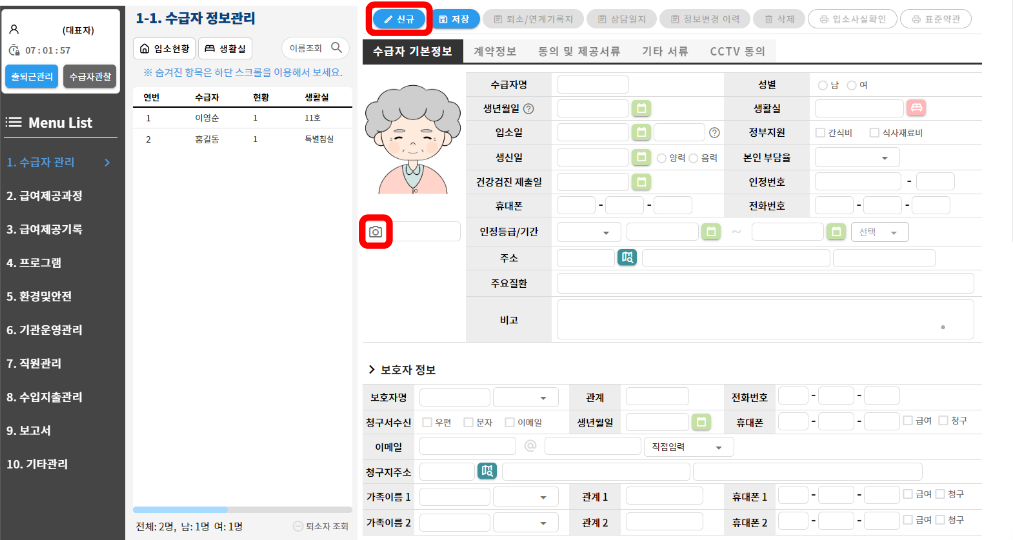 (대표자)
07 : 01 : 57
출퇴근관리 수급자관찰
Menu List
1. 수급자 관리
2. 급여제공과정
3. 급여제공기록
4. 프로그램
5. 환경및안전
6. 기관운영관리
7. 직원관리
8. 수입지출관리
9. 보고서
10. 기타관리
1-1. 수급자 정보관리
입소현황 생활실 이름조회
※ 숨겨진 항목은 하단 스크롤을 이용해서 보세요.
연번 수급자 현황 생활실
1 이영순 1 11호
2 홍길동 1 특별침실
전체: 2명, 남: 1명 여: 1명 퇴소자 조회
신규 저장 퇴소/연계기록지 상담일지 정보변경 이력 삭제 입소사실확인 표준약관
수급자 기본정보 계약정보 동의 및 제공서류 기타 서류 CCTV 동의
수급자명 성별 남 여
생년월일 ? 생활실
입소일 ? 정부지원 간식비 식사재료비
생신일 양력 음력 본인 부담율
건강검진 제출일 인정번호 -
휴대폰 - - 전화번호 - -
인정등급/기간 ~ 선택
주소
주요질환
비고
보호자 정보
보호자명 관계 전화번호 - -
청구서수신 우편 문자 이메일 생년월일 휴대폰 - - 급여 청구
이메일 @ 직접입력
청구지주소
가족이름 1 관계 1 휴대폰 1 - - 급여 청구
가족이름 2 관계 2 휴대폰 2 - - 급여 청구